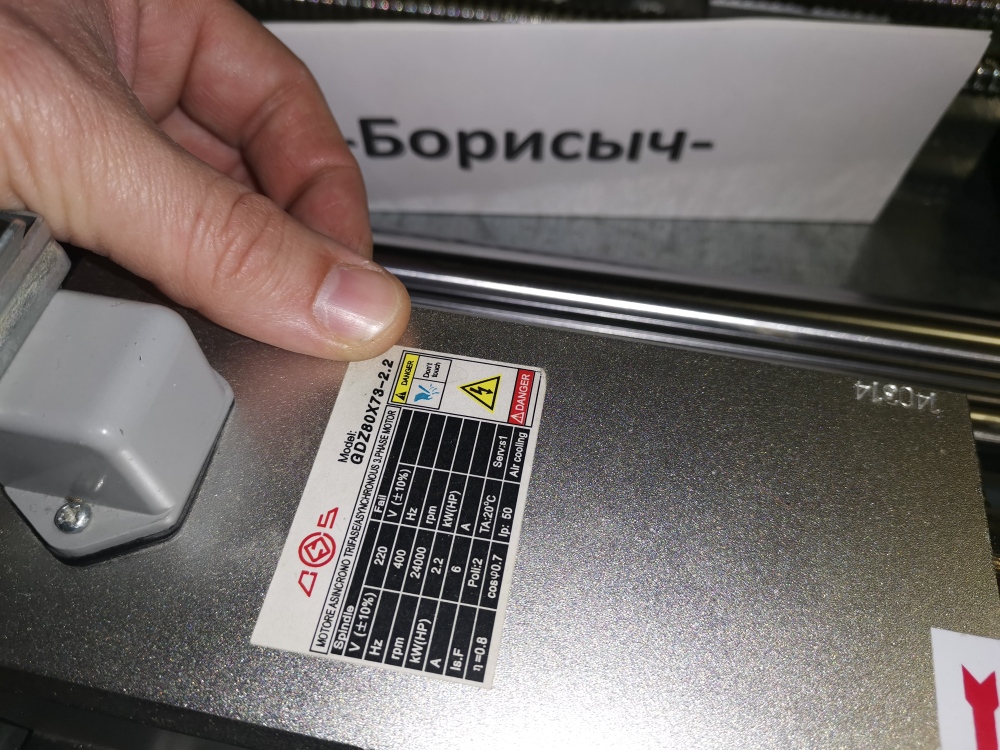 -Борисыч-
Model:
GDZ80X73-2.2
DANGER
Don't
touch
DANGER
MOTORE ASINCRONO TRIFASE/ASYNCHRONOUS 3.PHASE MOTOR
Spindle Fail
V (±10%) 220 V (±10%)
Hz 400 Hz
rpm 24000 rpm
kW(HP) 2.2 kW(HP)
A 6 A
Is.F Poli:2 TA:20°C Serv:s1
η=0.8 cosφ0.7 Ip: 50 Air cooling
140814